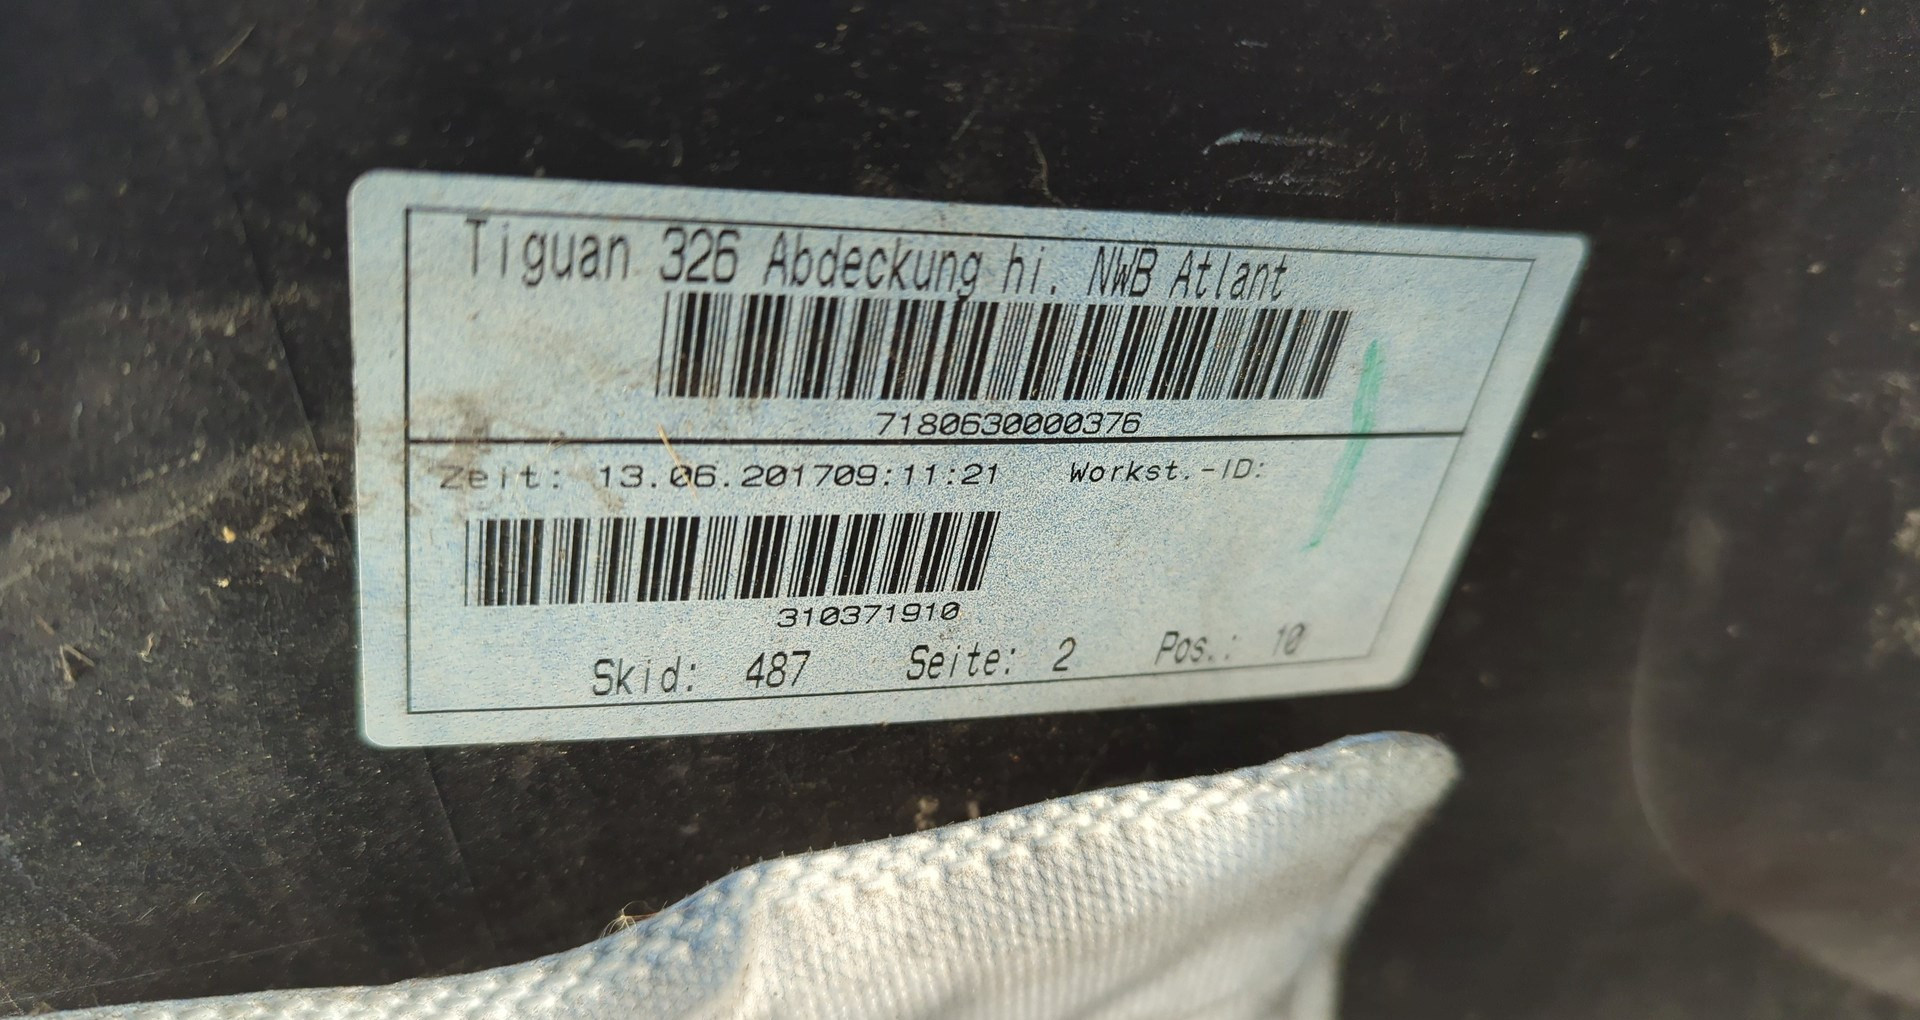 Tiguan 326 Abdeckung hi. NWB Atlant
7180630000376
Zeit: 13.06.201709:11:21 Workst.-ID:
310371910
Skid: 487 Seite: 2 Pos.: 10